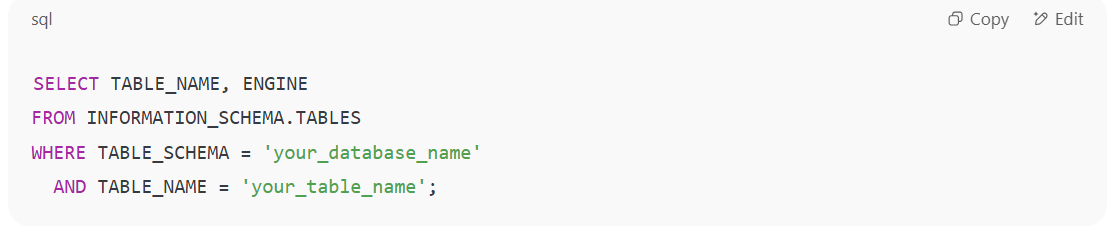 sql Copy Edit
SELECT TABLE_NAME, ENGINE
FROM INFORMATION_SCHEMA.TABLES
WHERE TABLE_SCHEMA = 'your_database_name'
  AND TABLE_NAME = 'your_table_name';